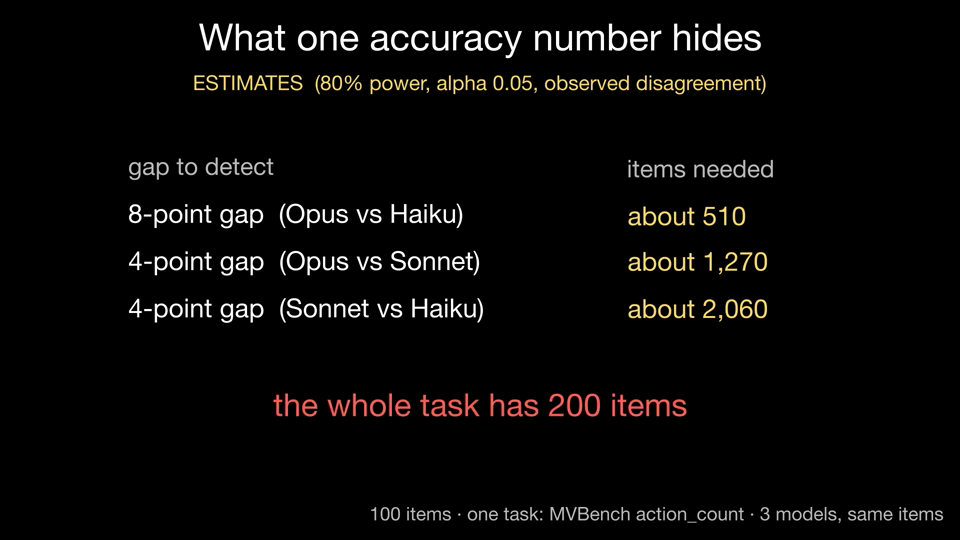 What one accuracy number hides
ESTIMATES (80% power, alpha 0.05, observed disagreement)
gap to detect items needed
8-point gap (Opus vs Haiku) about 510
4-point gap (Opus vs Sonnet) about 1,270
4-point gap (Sonnet vs Haiku) about 2,060
the whole task has 200 items
100 items · one task: MVBench action_count · 3 models, same items